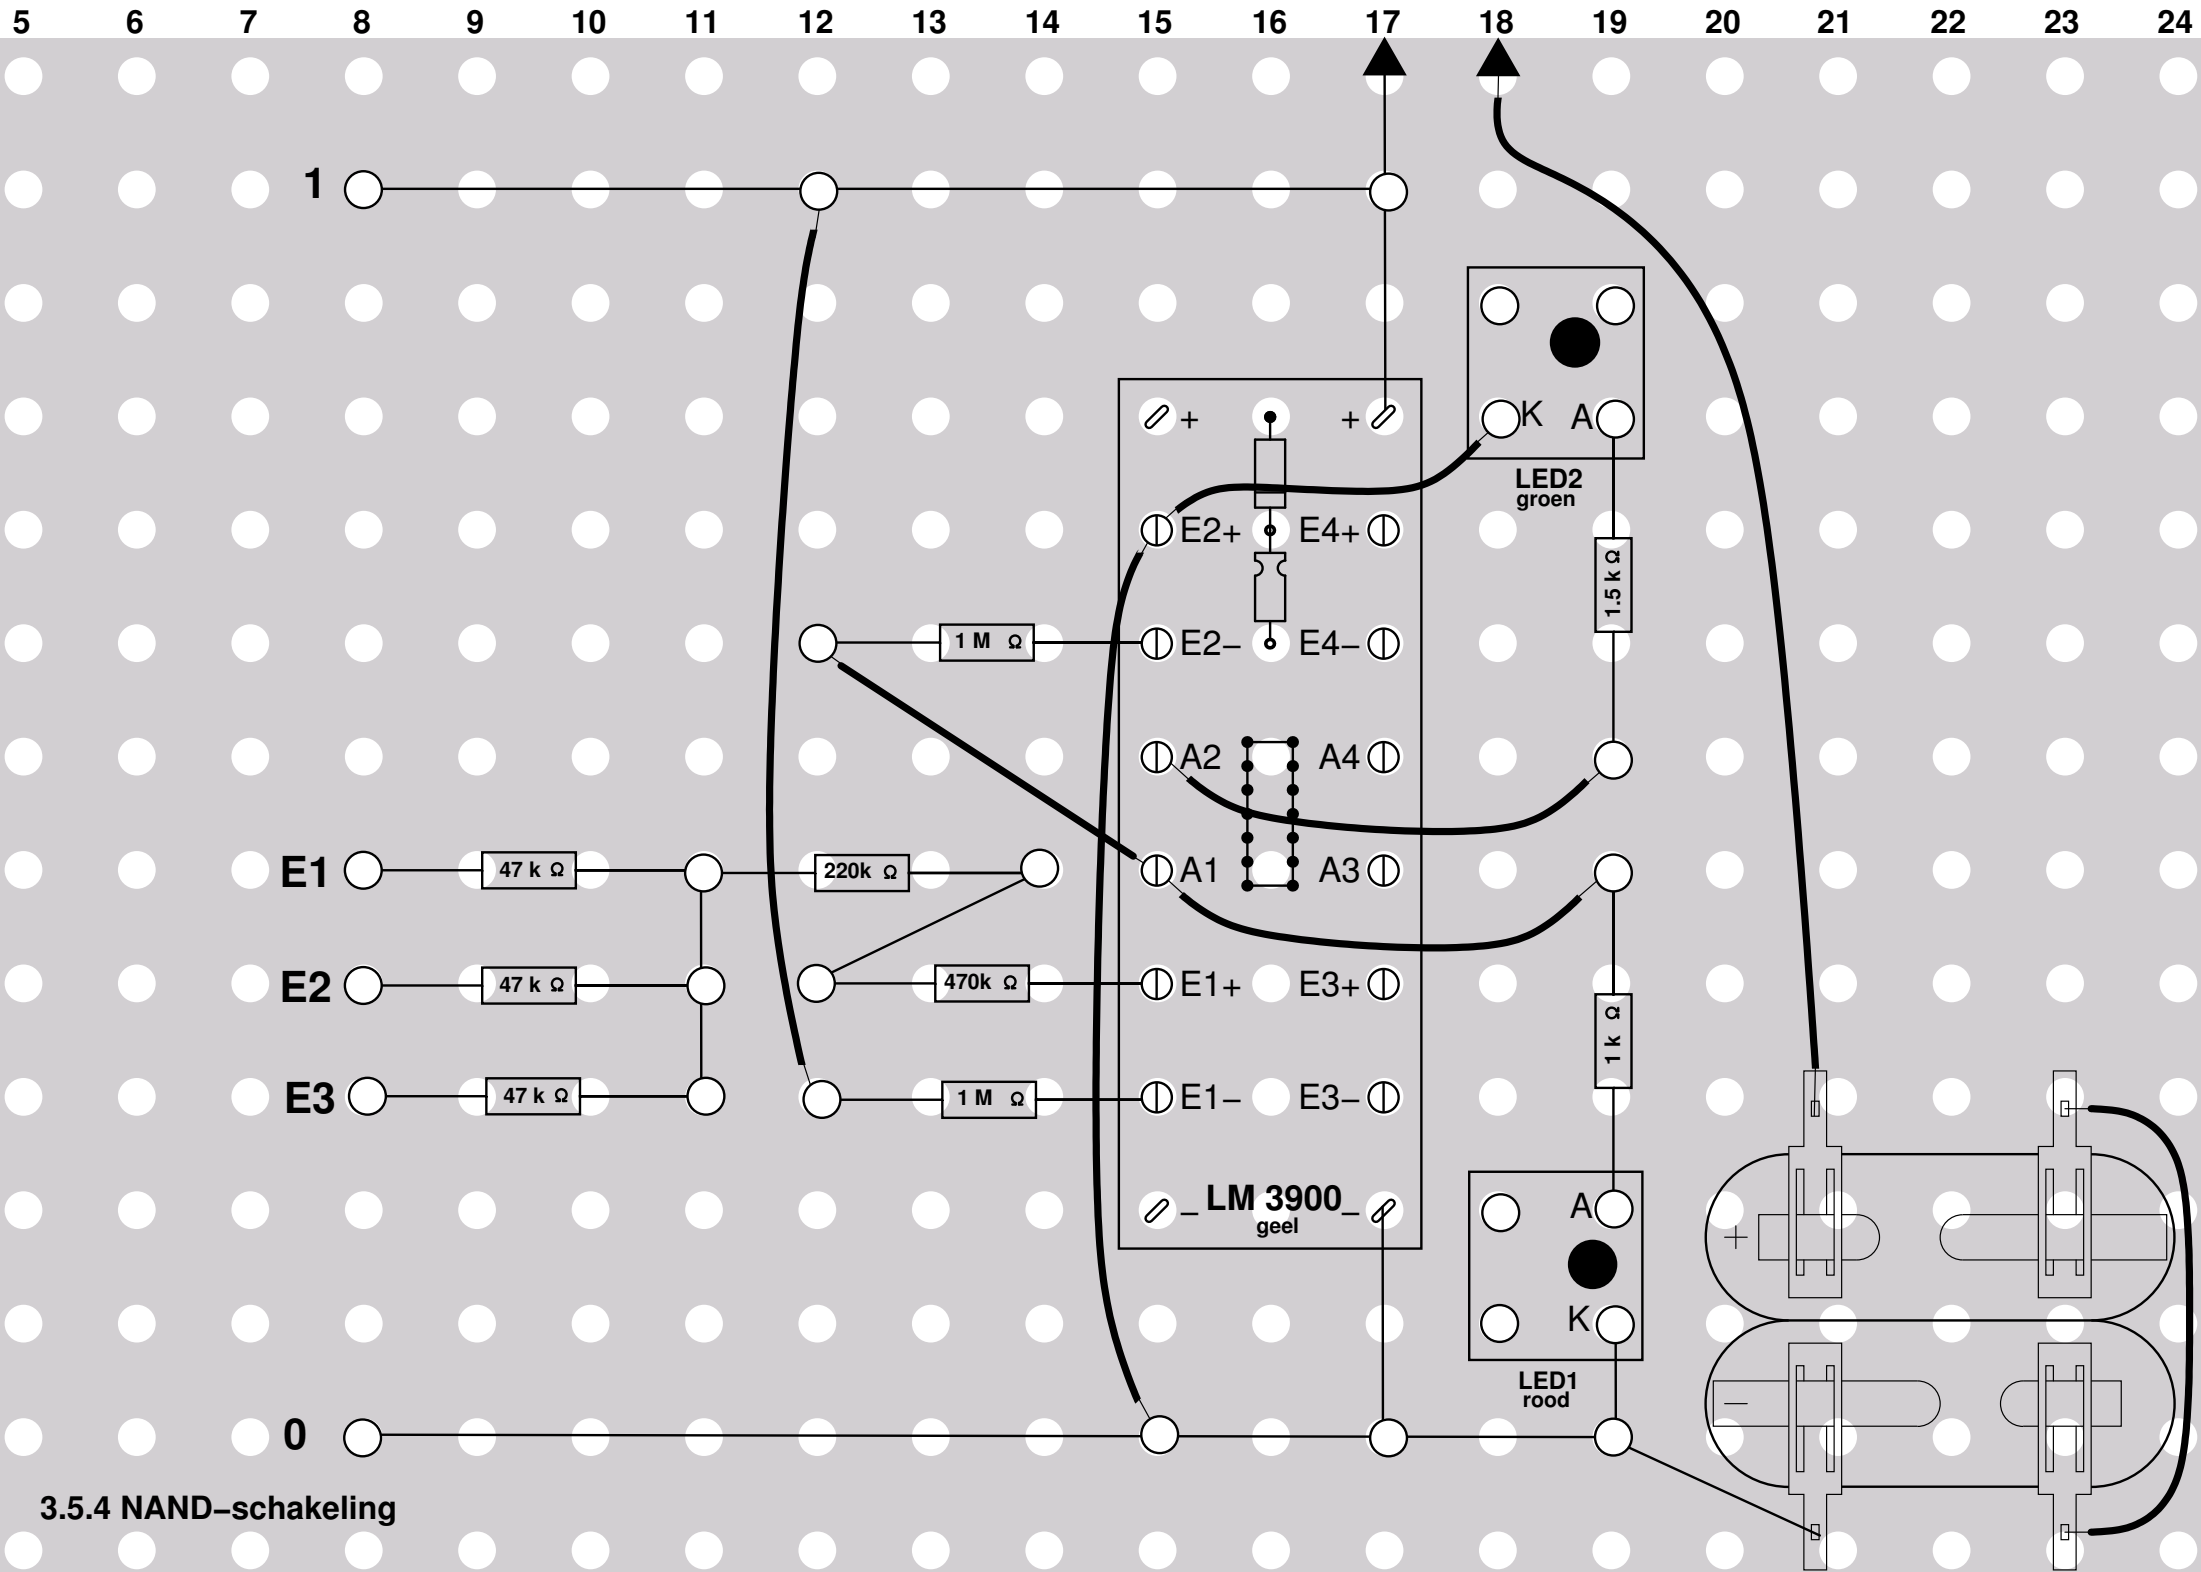 5 6 7 8 9 10 11 12 13 14 15 16 17 18 19 20 21 22 23 24
1
+ +
K A
LED2
groen
E2+ E4+
1.5 k Ω
1 M Ω
E2– E4–
A2 A4
E1 47 k Ω 220k Ω A1 A3
E2 47 k Ω 470k Ω E1+ E3+
1 k Ω
E3 47 k Ω 1 M Ω E1– E3–
– LM 3900 –
geel
A
K
LED1
rood
+
–
0
3.5.4 NAND–schakeling